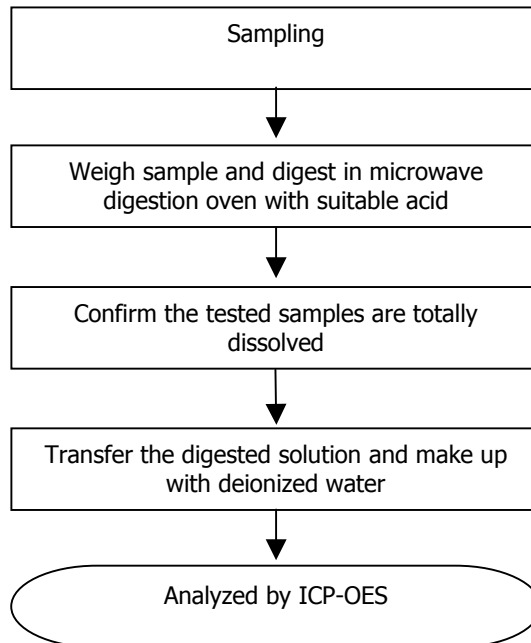 Sampling
Weigh sample and digest in microwave
digestion oven with suitable acid
Confirm the tested samples are totally
dissolved
Transfer the digested solution and make up
with deionized water
Analyzed by ICP-OES